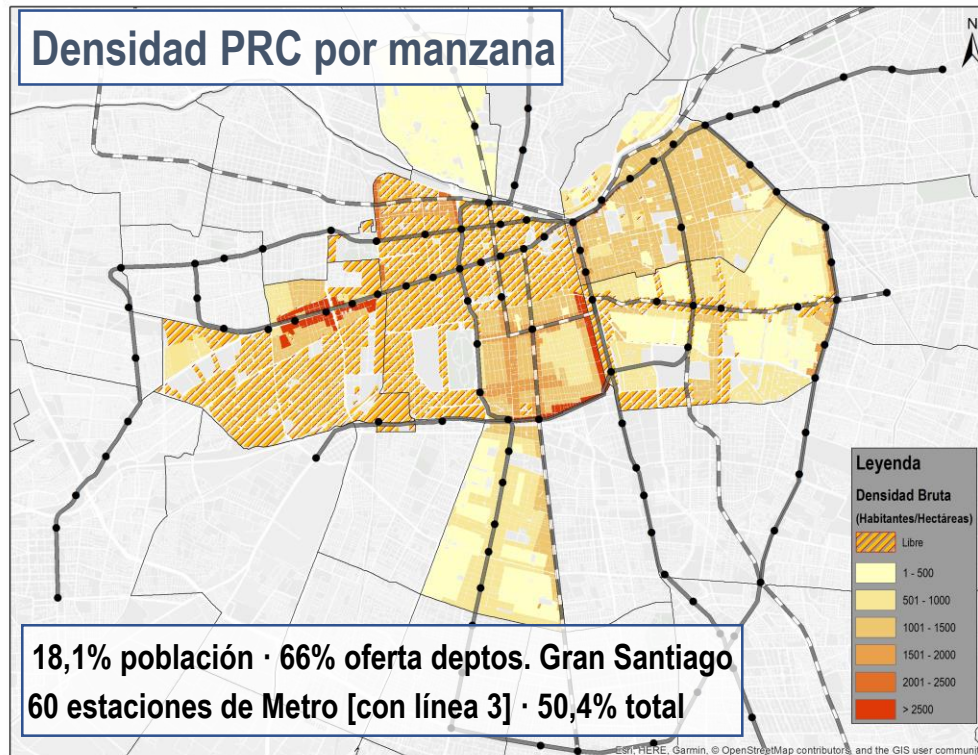 Densidad PRC por manzana
N
Leyenda
Densidad Bruta
(Habitantes/Hectáreas)
Libre
1 - 500
501 - 1000
1001 - 1500
1501 - 2000
2001 - 2500
> 2500
18,1% población · 66% oferta deptos. Gran Santiago
60 estaciones de Metro [con línea 3] · 50,4% total
Esri, HERE, Garmin, © OpenStreetMap contributors, and the GIS user commun